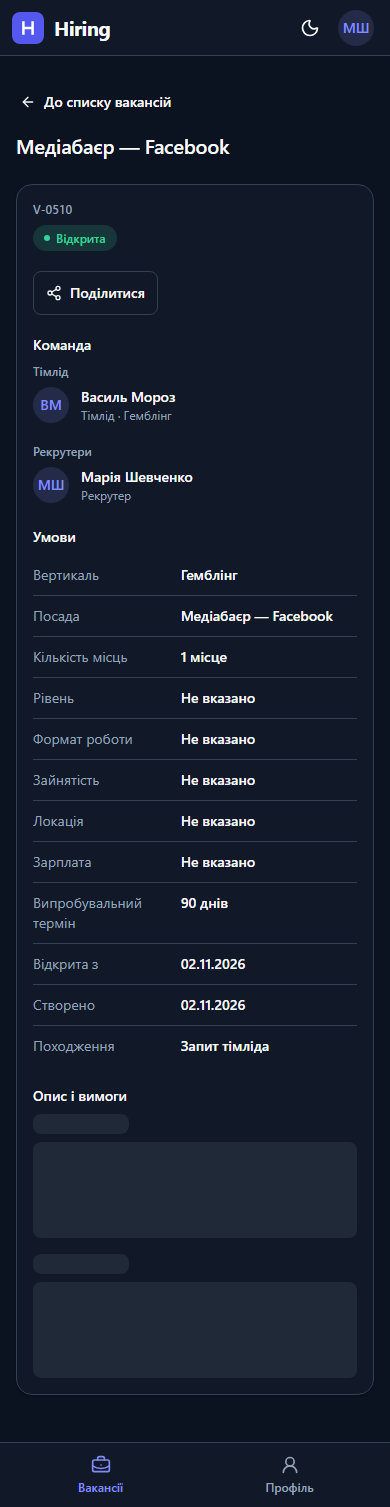 H Hiring МШ
До списку вакансій
Медіабаєр — Facebook
V-0510
Відкрита
Поділитися
Команда
Тімлід
ВМ
Василь Мороз
Тімлід · Гемблінг
Рекрутери
МШ
Марія Шевченко
Рекрутер
Умови
Вертикаль Гемблінг
Посада Медіабаєр — Facebook
Кількість місць 1 місце
Рівень Не вказано
Формат роботи Не вказано
Зайнятість Не вказано
Локація Не вказано
Зарплата Не вказано
Випробувальний 90 днів
термін
Відкрита з 02.11.2026
Створено 02.11.2026
Походження Запит тімліда
Опис і вимоги
Вакансії Профіль